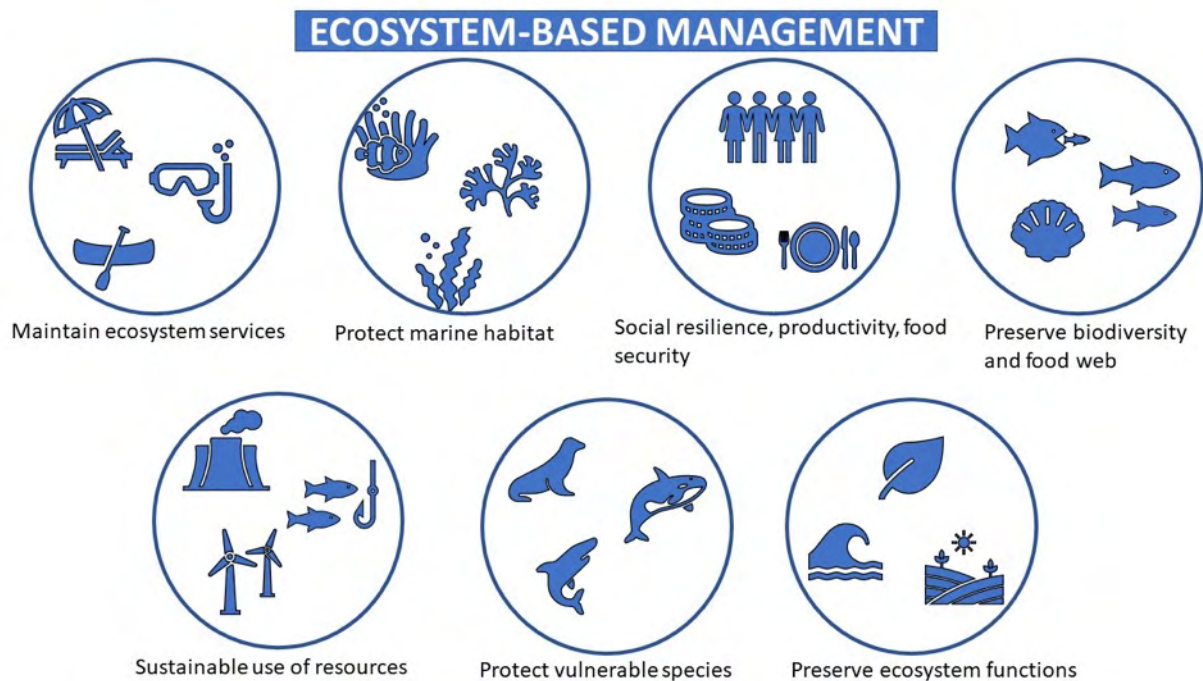 ECOSYSTEM-BASED MANAGEMENT
Maintain ecosystem services
Protect marine habitat
Social resilience, productivity, food
security
Preserve biodiversity
and food web
Sustainable use of resources
Protect vulnerable species
Preserve ecosystem functions